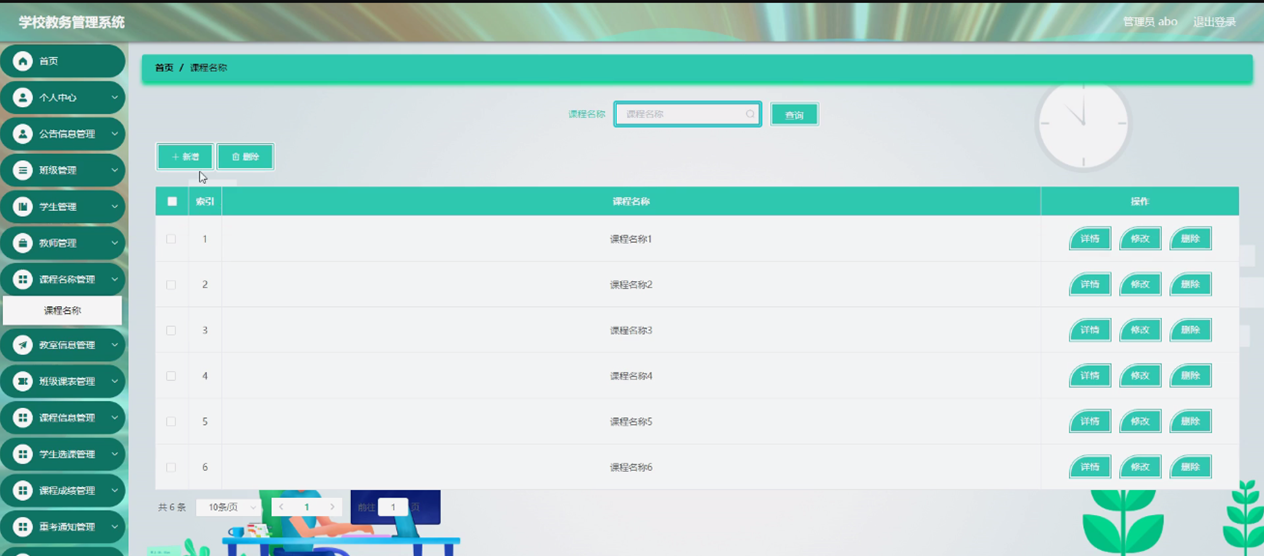 学校教务管理系统
管理员 abo 退出登录
首页
个人中心
公告信息管理
班级管理
学生管理
教师管理
课程名称管理
课程名称
教室信息管理
班级课表管理
课程信息管理
学生选课管理
课程成绩管理
重考通知管理
首页 / 课程名称
课程名称 课程名称 查询
新增 删除
索引 课程名称 操作
1 课程名称1 详情 修改 删除
2 课程名称2 详情 修改 删除
3 课程名称3 详情 修改 删除
4 课程名称4 详情 修改 删除
5 课程名称5 详情 修改 删除
6 课程名称6 详情 修改 删除
共 6 条 10条/页 1 前往 1 页